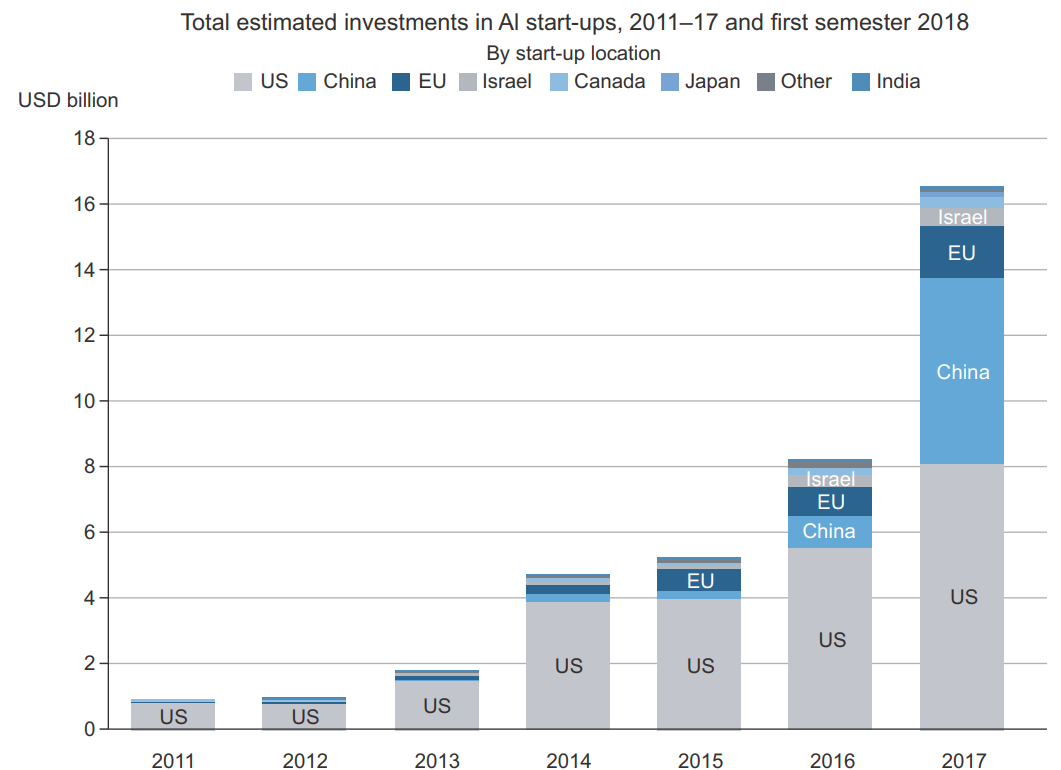 Total estimated investments in AI start-ups, 2011–17 and first semester 2018
By start-up location
US China EU Israel Canada Japan Other India
USD billion
18
16
14
12
10
8
6
4
2
0
US
US
US
US
EU
US
Israel
EU
China
US
Israel
EU
China
US
2011 2012 2013 2014 2015 2016 2017